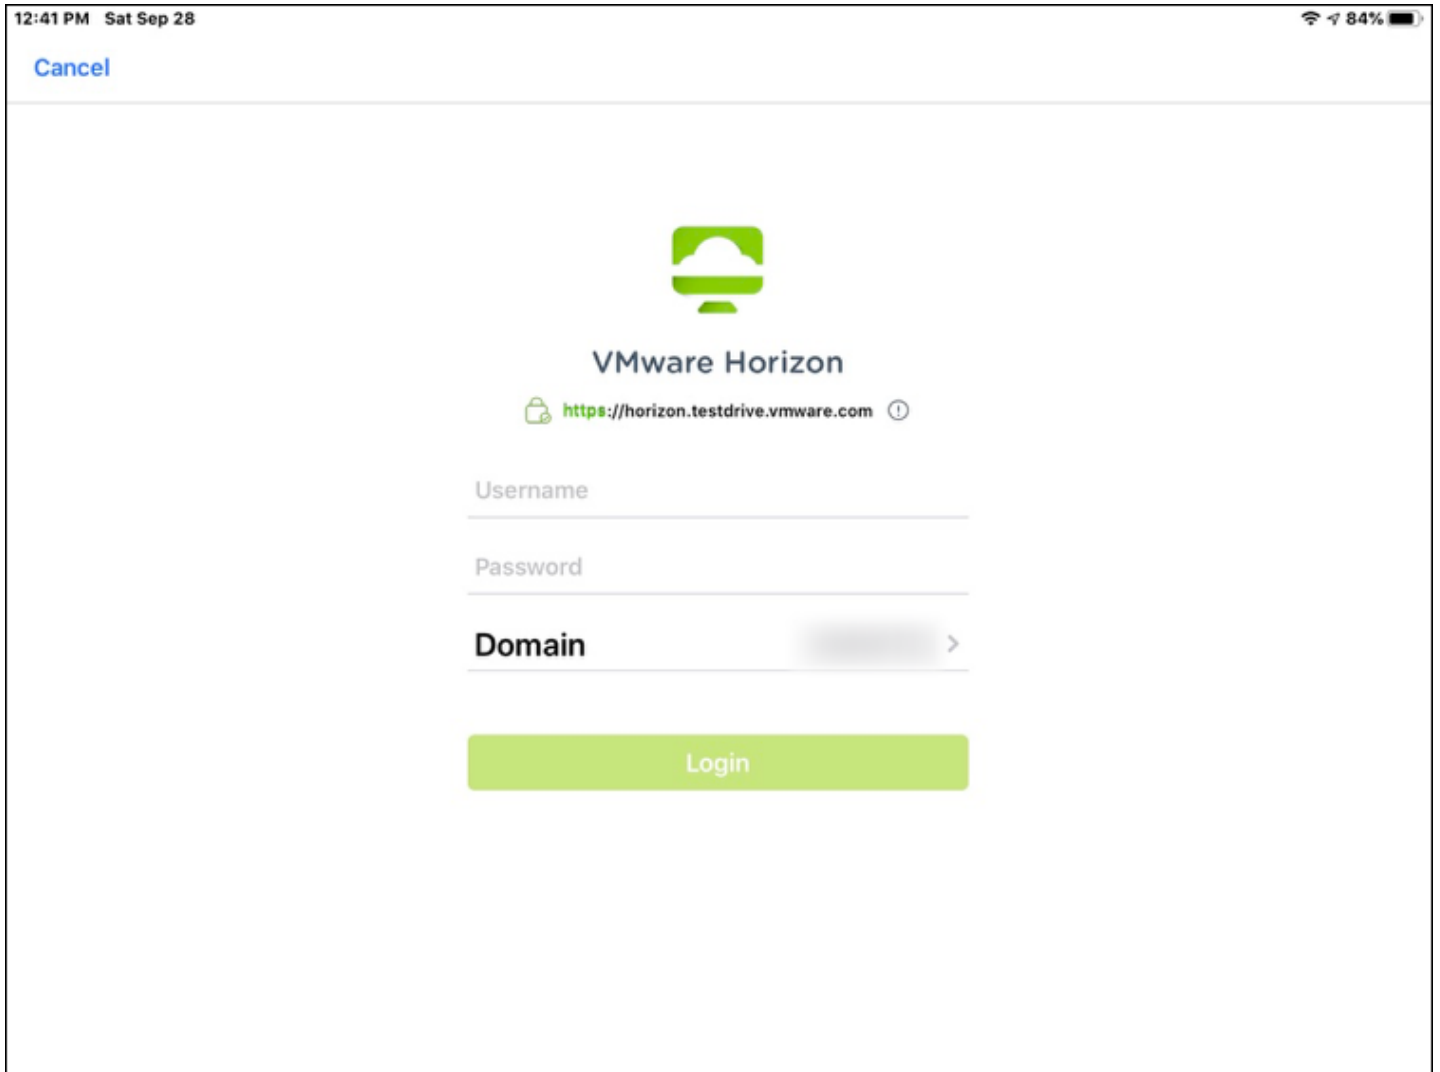 12:41 PM Sat Sep 28 84%
Cancel
VMware Horizon
https://horizon.testdrive.vmware.com
Username
Password
Domain
Login